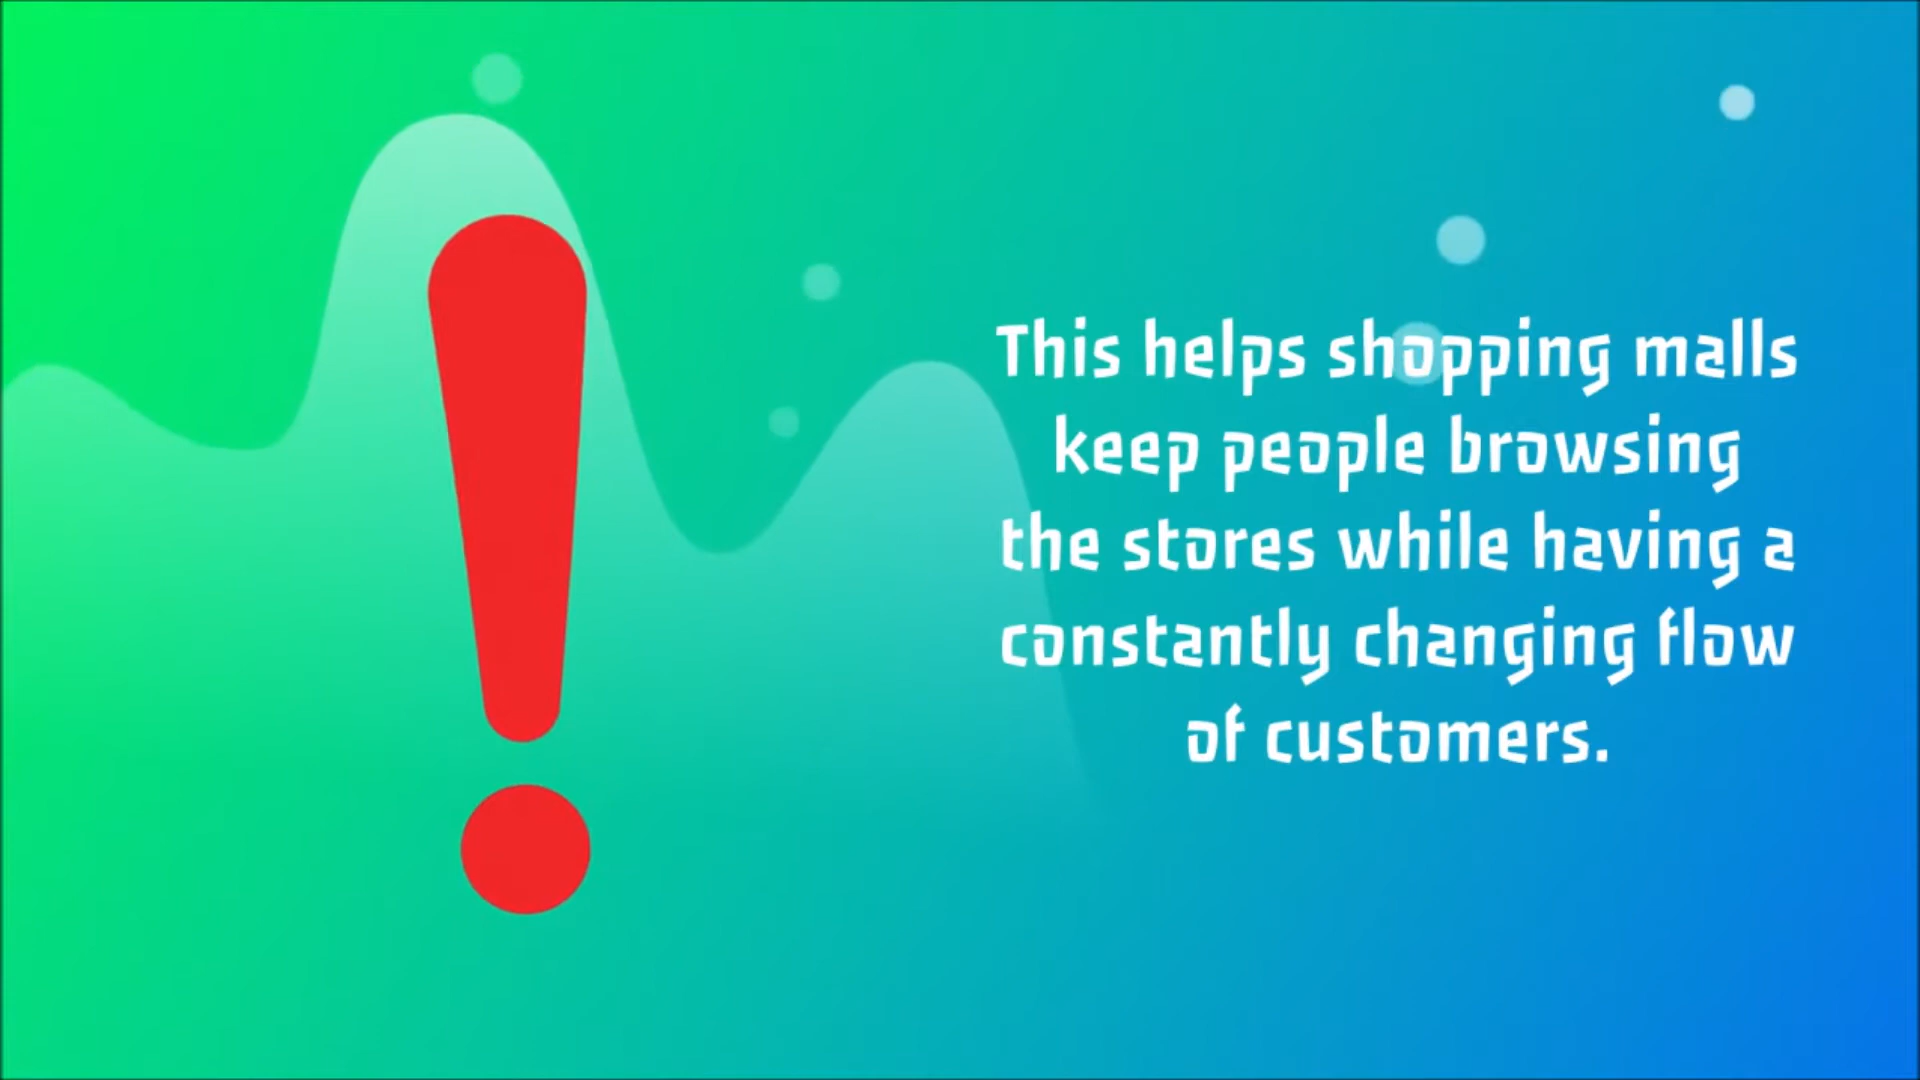 This helps shopping malls
keep people browsing
the stores while having a
constantly changing flow
of customers.